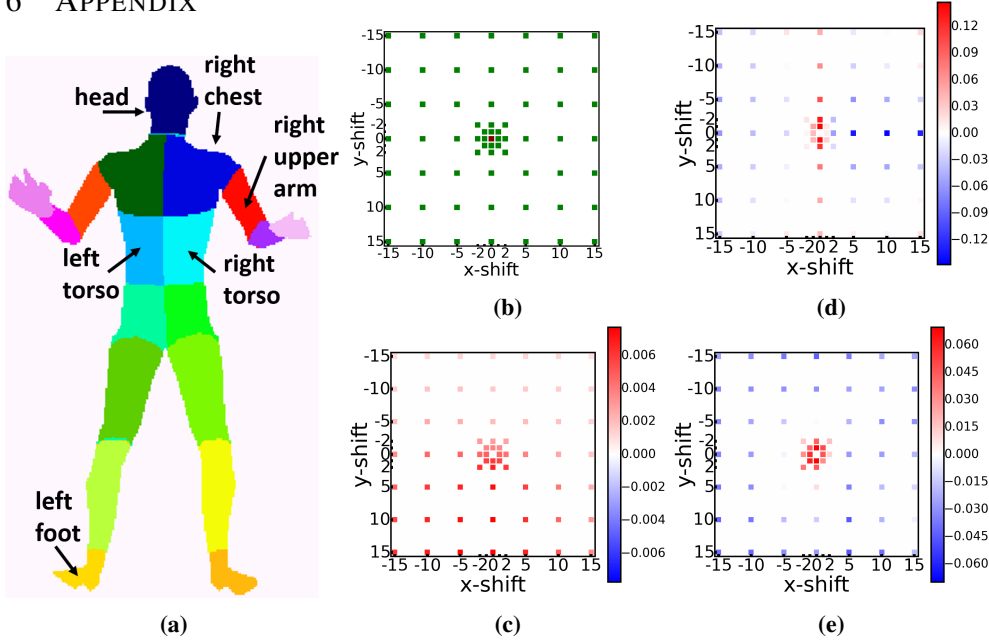 6 APPENDIX
head
right
chest
right
upper
arm
left
torso
right
torso
left
foot
(a)
-15
-10
-5
-2
0
2
5
10
15
y-shift
-15 -10 -5 -2 0 2 5 10 15
x-shift
(b)
-15
-10
-5
-2
0
2
5
10
15
y-shift
-15 -10 -5 -2 0 2 5 10 15
x-shift
0.12
0.09
0.06
0.03
0.00
−0.03
−0.06
−0.09
−0.12
(d)
-15
-10
-5
-2
0
2
5
10
15
y-shift
-15 -10 -5 -2 0 2 5 10 15
x-shift
0.006
0.004
0.002
0.000
−0.002
−0.004
−0.006
(c)
-15
-10
-5
-2
0
2
5
10
15
y-shift
-15 -10 -5 -2 0 2 5 10 15
x-shift
0.060
0.045
0.030
0.015
0.000
−0.015
−0.030
−0.045
−0.060
(e)